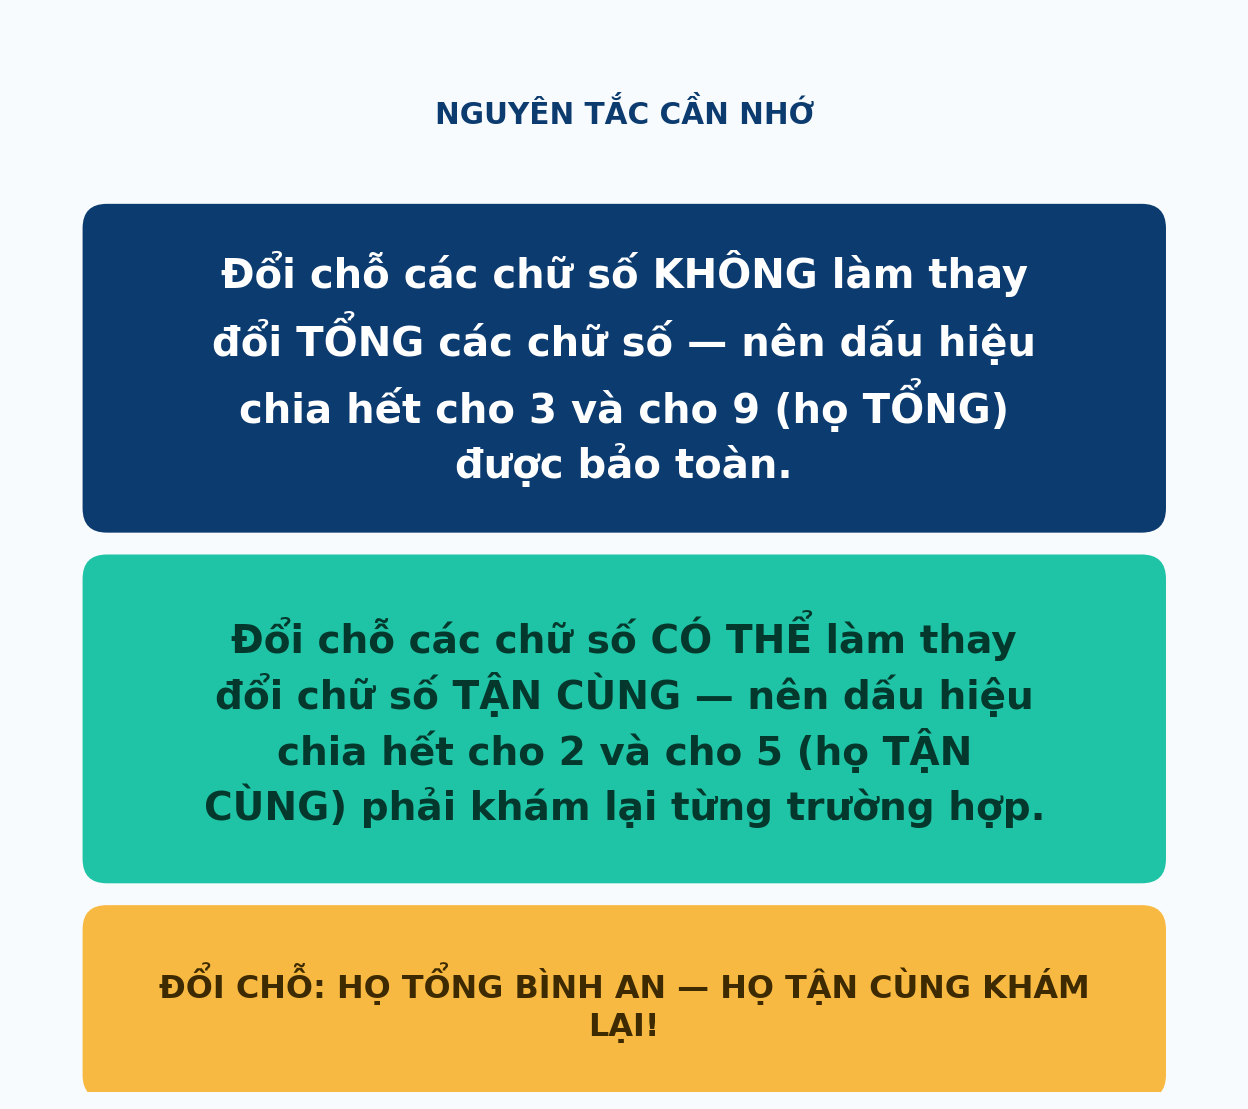 NGUYÊN TẮC CẦN NHỚ
Đổi chỗ các chữ số KHÔNG làm thay
đổi TỔNG các chữ số — nên dấu hiệu
chia hết cho 3 và cho 9 (họ TỔNG)
được bảo toàn.
Đổi chỗ các chữ số CÓ THỂ làm thay
đổi chữ số TẬN CÙNG — nên dấu hiệu
chia hết cho 2 và cho 5 (họ TẬN
CÙNG) phải khám lại từng trường hợp.
ĐỔI CHỖ: HỌ TỔNG BÌNH AN — HỌ TẬN CÙNG KHÁM
LẠI!